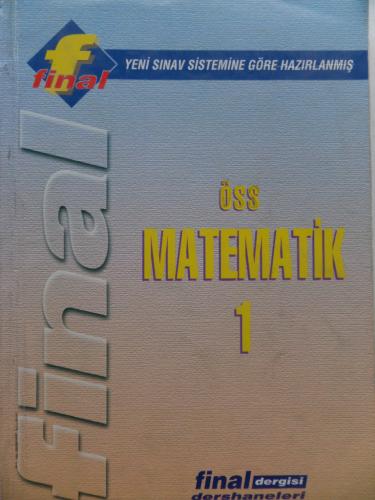 f
final
YENİ SINAV SİSTEMİNE GÖRE HAZIRLANMIŞ
final
ÖSS
MATEMATİK
1
final dergisi
dershaneleri